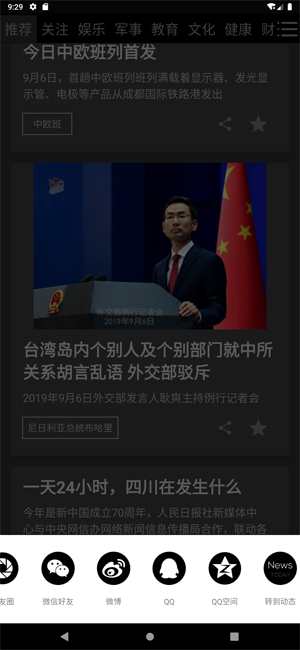 9:29
推荐 关注 娱乐 军事 教育 文化 健康 财
今日中欧班列首发
9月6日，首趟中欧班列班列满载着显示器、发光显
示管、电极等产品从成都国际铁路港发出
中欧班
外交部例行记者会
2019年9月6日
台湾岛内个别人及个别部门就中所
关系胡言乱语 外交部驳斥
2019年9月6日外交部发言人耿爽主持例行记者会
尼日利亚总统布哈里
一天24小时，四川在发生什么
今年是新中国成立70周年，人民日报社新媒体中
心与中央网信办网络新闻信息传播局合作，联动各
News
TODAY
友圈 微信好友 微博 QQ QQ空间 转到动态